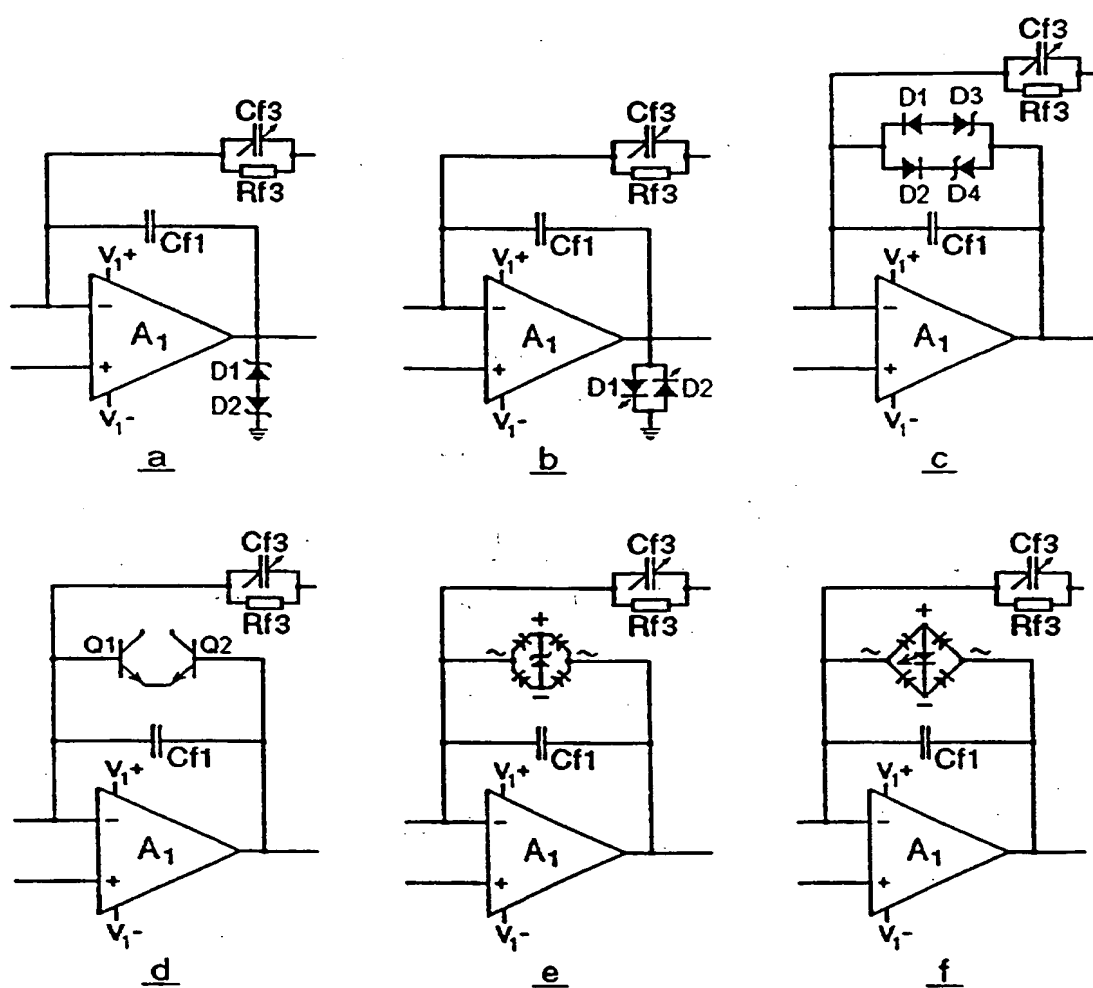 Cf3
Rf3
Cf1
V1+
−
A1
+
D1
D2
V1-
a
Cf3
Rf3
Cf1
V1+
−
A1
+
D1 D2
V1-
b
Cf3
Rf3
D1 D3
D2 D4
Cf1
V1+
−
A1
+
V1-
c
Cf3
Rf3
Q1 Q2
Cf1
V1+
−
A1
+
V1-
d
Cf3
Rf3
+
~ ~
−
Cf1
V1+
−
A1
+
V1-
e
Cf3
Rf3
+
~ ~
−
Cf1
V1+
−
A1
+
V1-
f